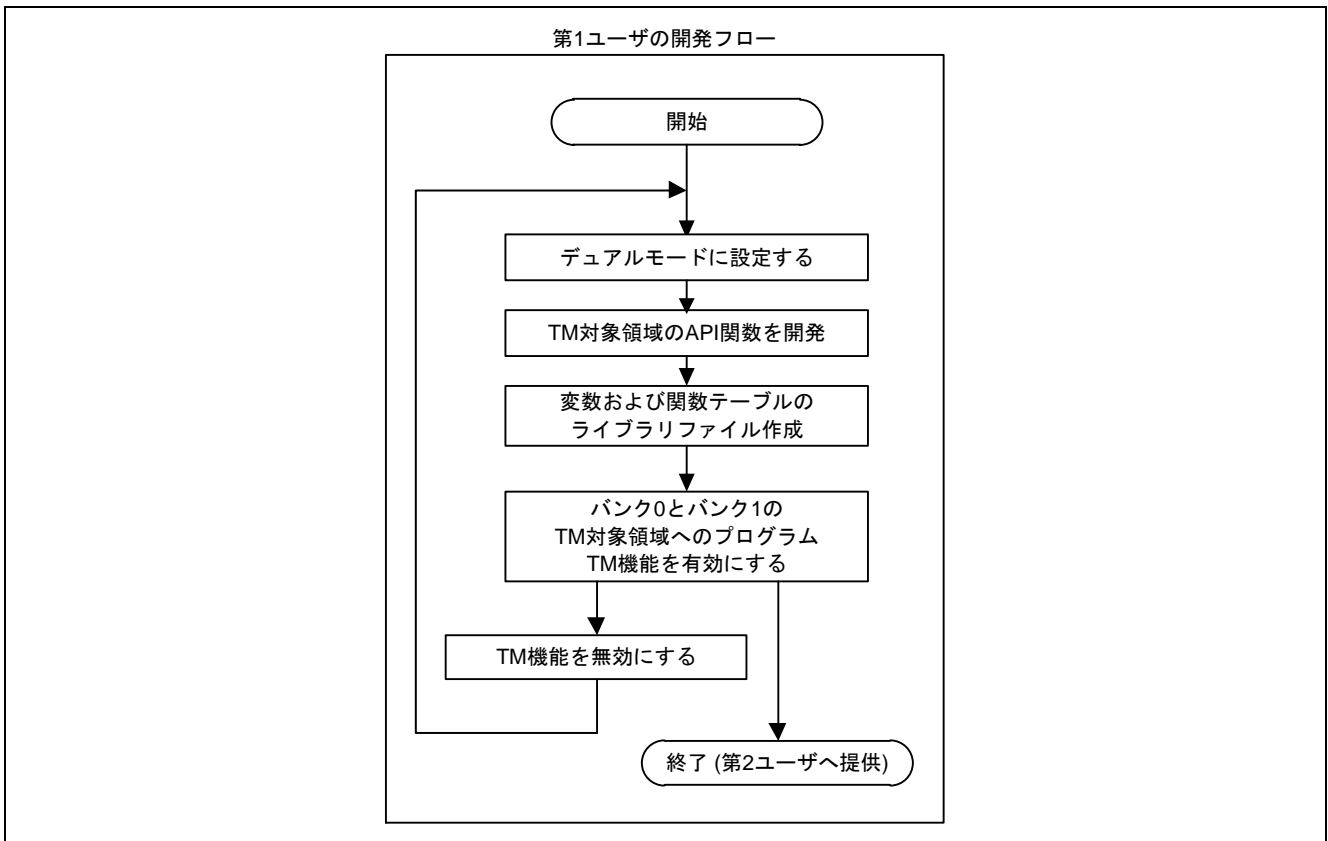 第1ユーザの開発フロー
開始
デュアルモードに設定する
TM対象領域のAPI関数を開発
変数および関数テーブルの
ライブラリファイル作成
バンク0とバンク1の
TM対象領域へのプログラム
TM機能を有効にする
TM機能を無効にする
終了 (第2ユーザへ提供)